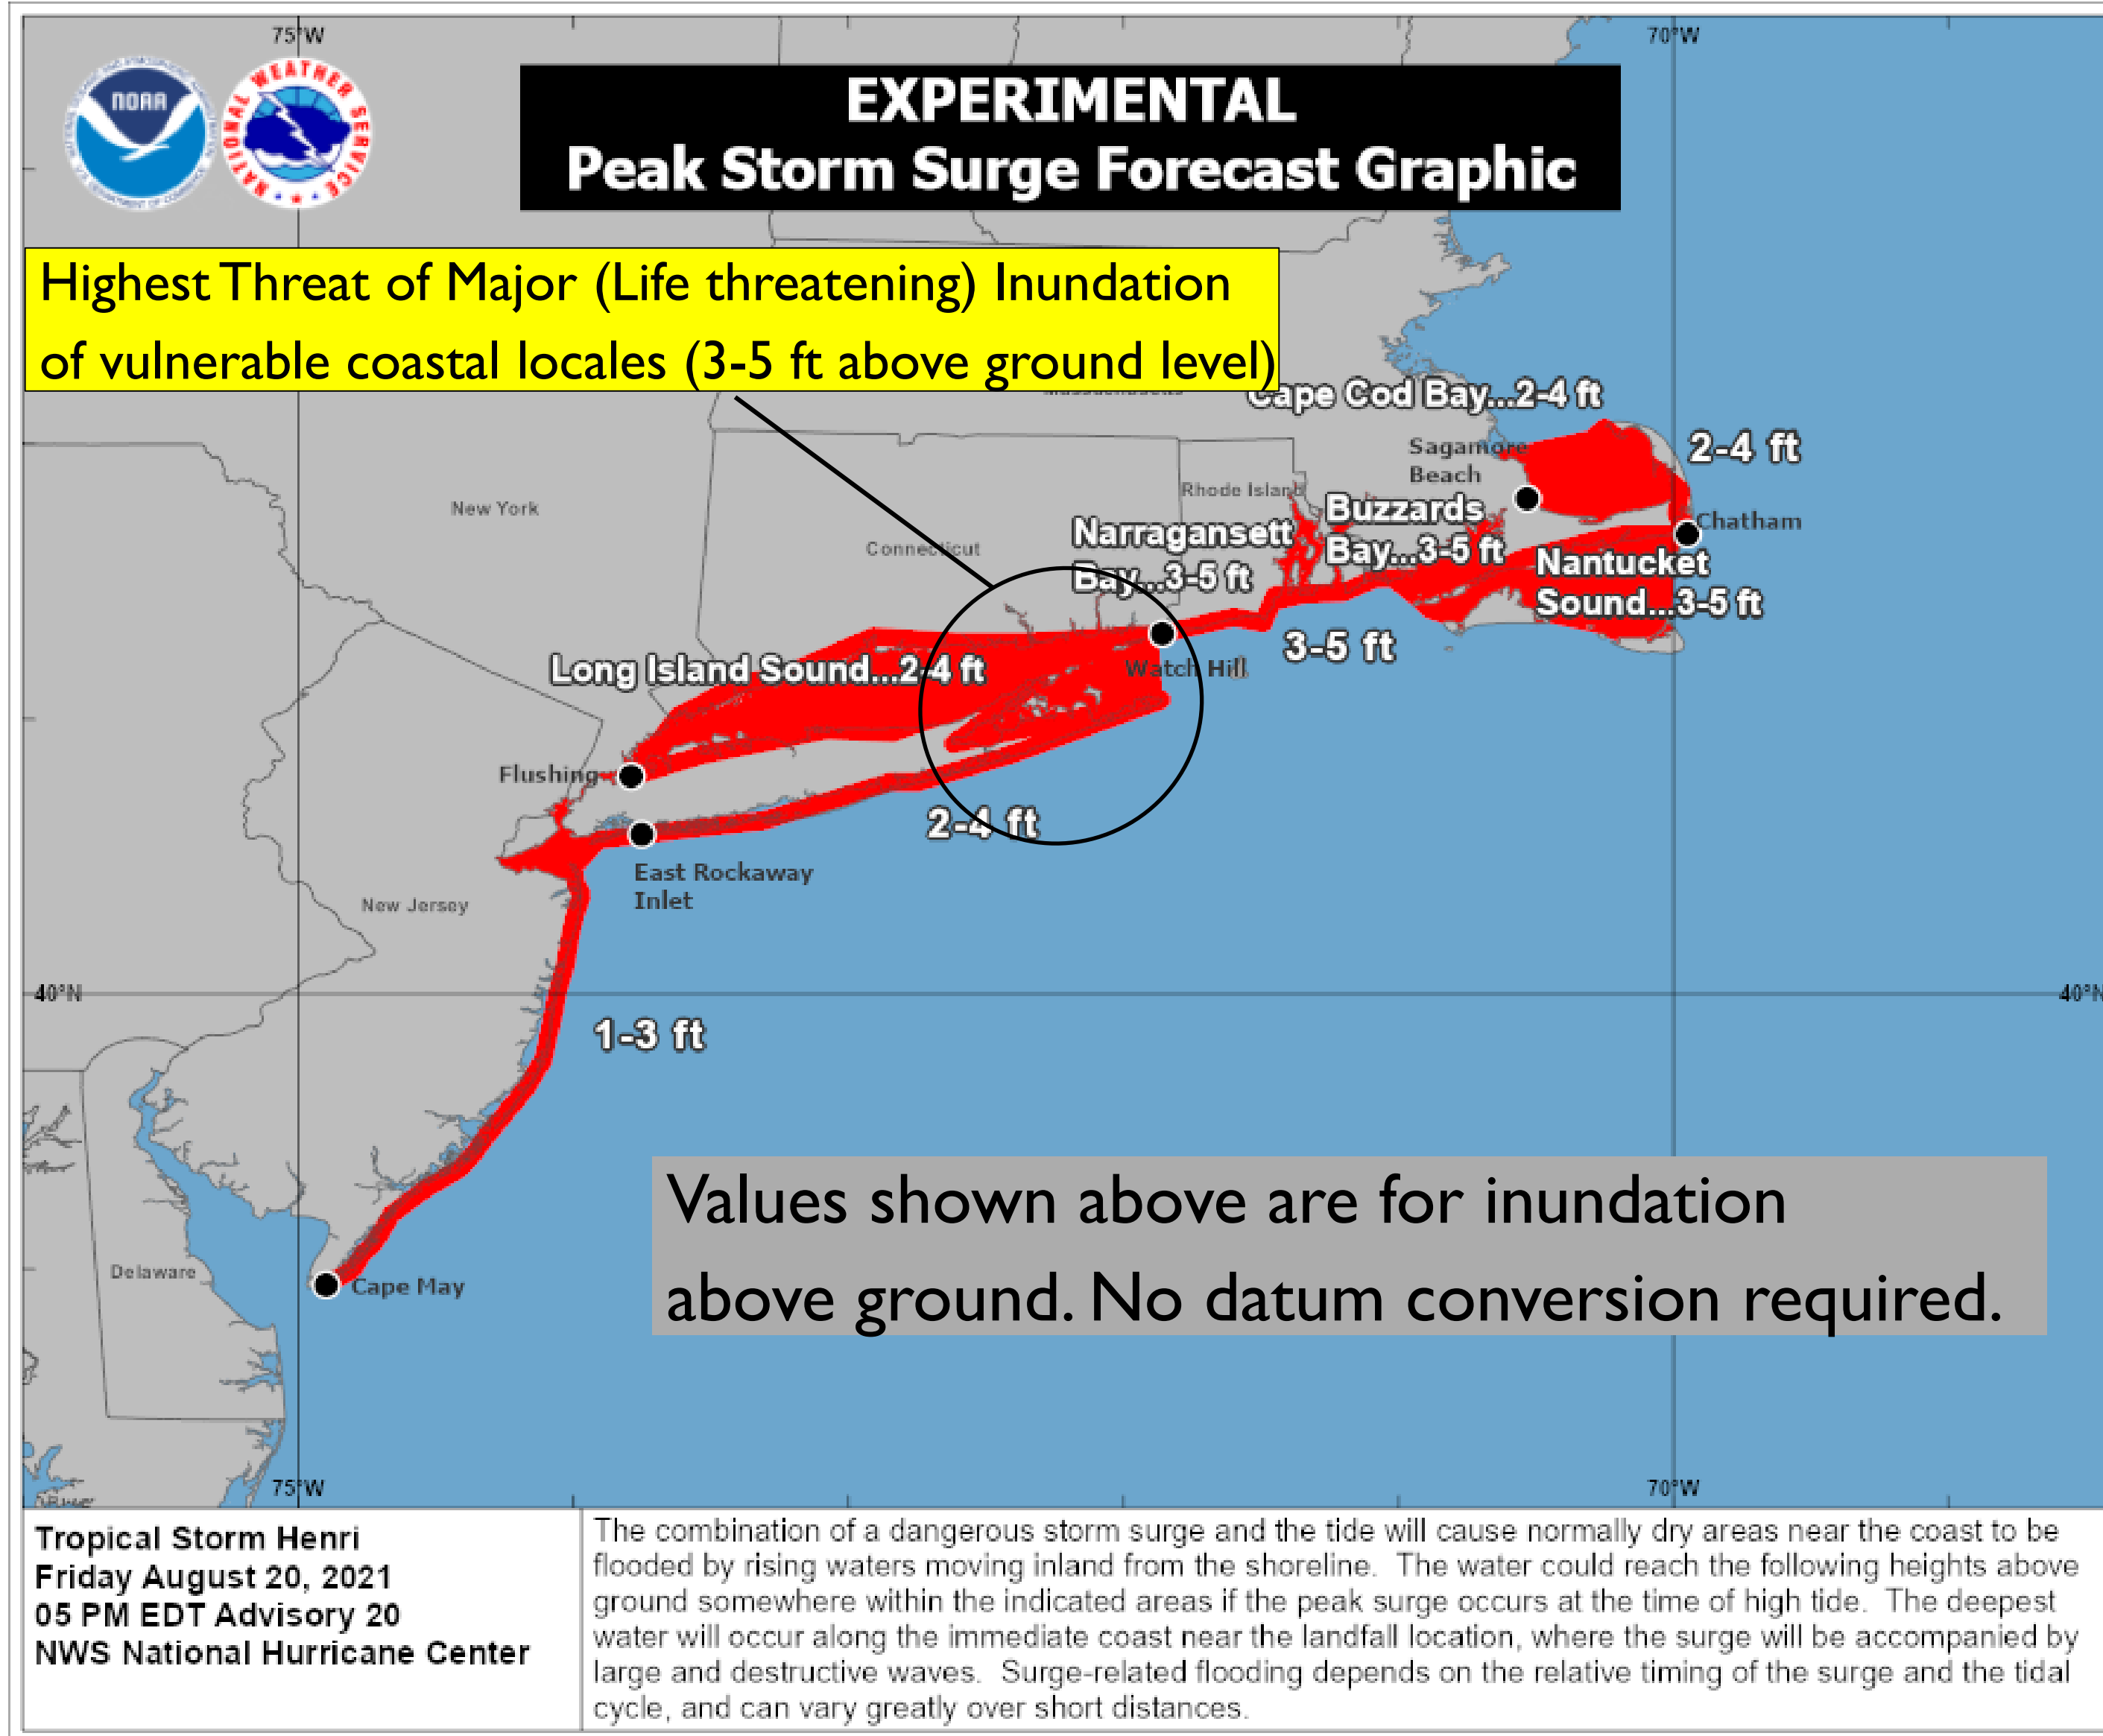 75°W
70°W
NOAA
NATIONAL WEATHER SERVICE
EXPERIMENTAL
Peak Storm Surge Forecast Graphic
Highest Threat of Major (Life threatening) Inundation
of vulnerable coastal locales (3-5 ft above ground level)
Cape Cod Bay...2-4 ft
Sagamore
Beach
2-4 ft
Rhode Island
New York
Connecticut
Narragansett
Bay...3-5 ft
Buzzards
Bay...3-5 ft
Chatham
Nantucket
Sound...3-5 ft
3-5 ft
Long Island Sound...2-4 ft
Watch Hill
Flushing
2-4 ft
East Rockaway
Inlet
New Jersey
40°N
40°N
1-3 ft
Values shown above are for inundation
above ground. No datum conversion required.
Delaware
Cape May
75°W
70°W
Tropical Storm Henri
Friday August 20, 2021
05 PM EDT Advisory 20
NWS National Hurricane Center
The combination of a dangerous storm surge and the tide will cause normally dry areas near the coast to be
flooded by rising waters moving inland from the shoreline. The water could reach the following heights above
ground somewhere within the indicated areas if the peak surge occurs at the time of high tide. The deepest
water will occur along the immediate coast near the landfall location, where the surge will be accompanied by
large and destructive waves. Surge-related flooding depends on the relative timing of the surge and the tidal
cycle, and can vary greatly over short distances.